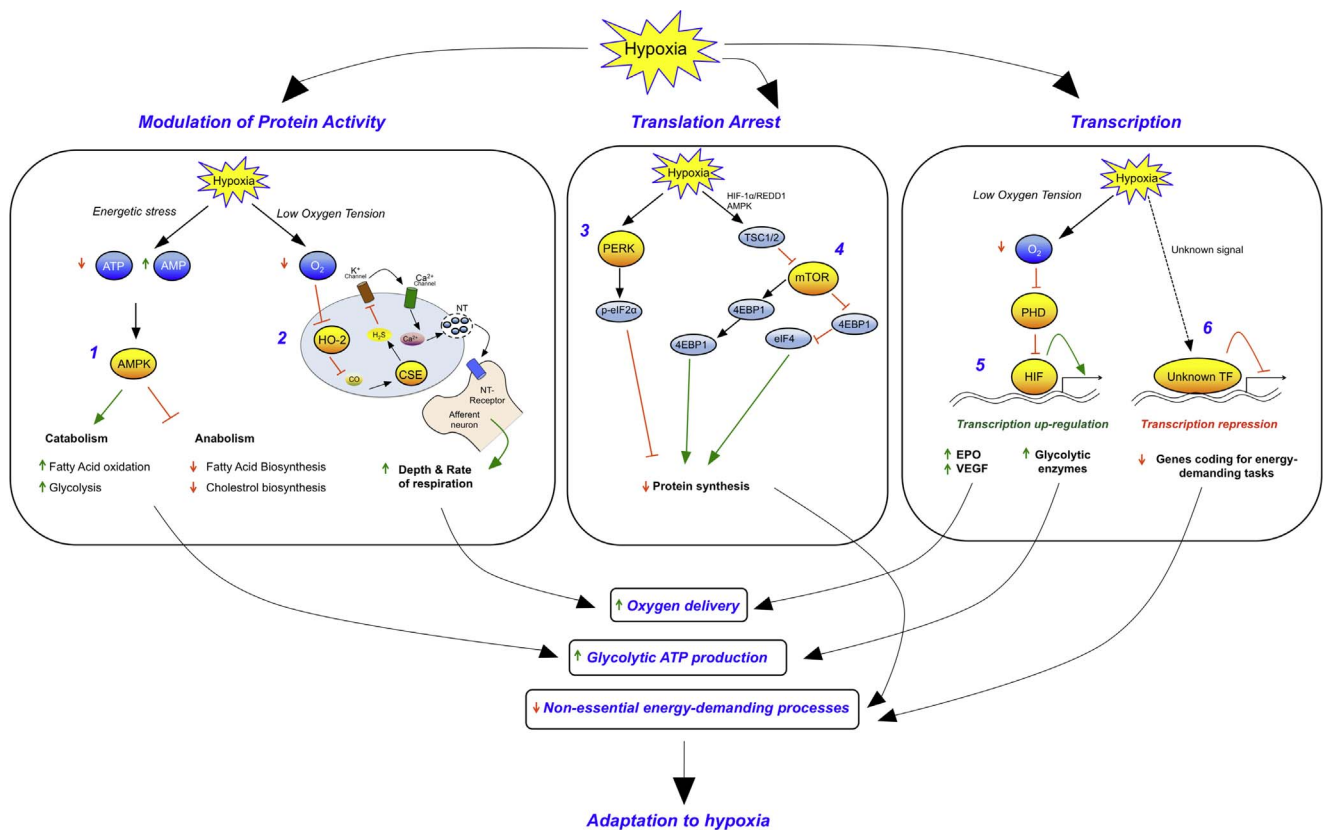 Hypoxia
Modulation of Protein Activity
Translation Arrest
Transcription
Hypoxia
Energetic stress
Low Oxygen Tension
ATP
AMP
O2
K+
Channel
Ca2+
Channel
NT
1
2
AMPK
HO-2
H2S
Ca2+
CO
CSE
NT-
Receptor
Afferent
neuron
Catabolism
Fatty Acid oxidation
Glycolysis
Anabolism
Fatty Acid Biosynthesis
Cholestrol biosynthesis
Depth & Rate
of respiration
Hypoxia
HIF-1α/REDD1
AMPK
3
PERK
TSC1/2
4
mTOR
p-eIF2α
4EBP1
4EBP1
4EBP1
eIF4
Protein synthesis
Hypoxia
Low Oxygen Tension
O2
Unknown signal
PHD
5
HIF
6
Unknown TF
Transcription up-regulation
Transcription repression
EPO
VEGF
Glycolytic
enzymes
Genes coding for energy-
demanding tasks
Oxygen delivery
Glycolytic ATP production
Non-essential energy-demanding processes
Adaptation to hypoxia